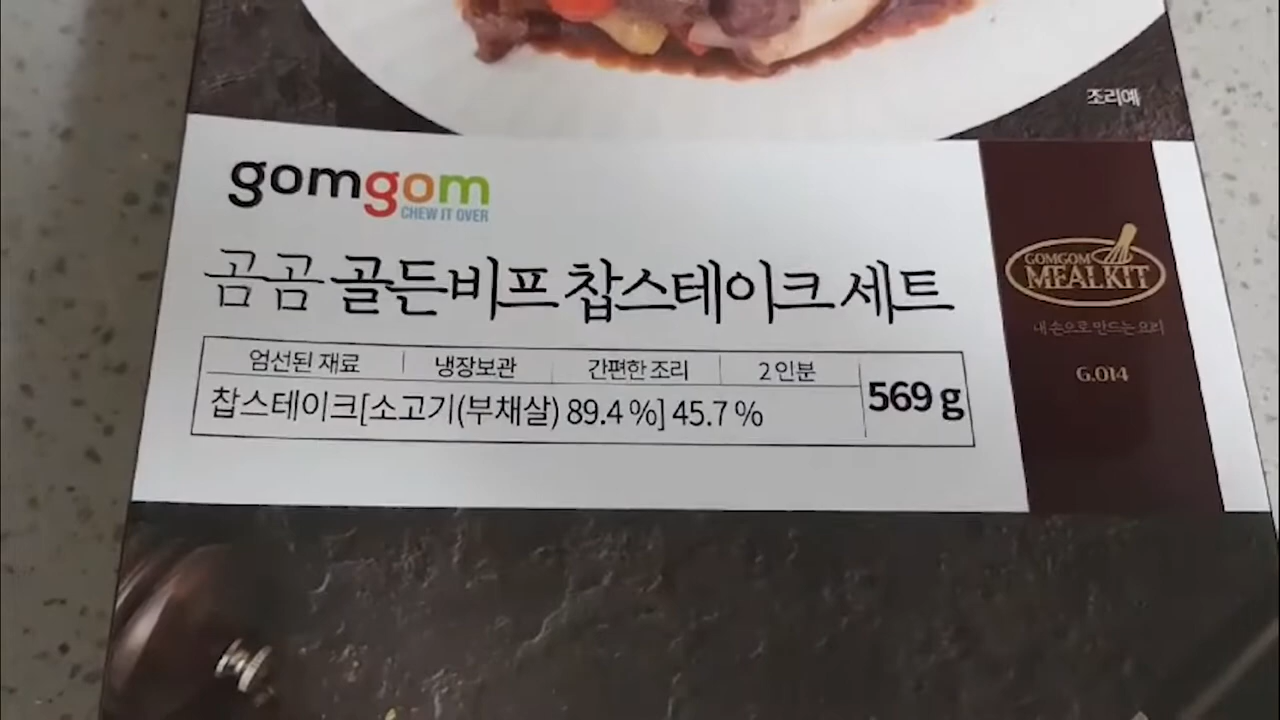 조리예
gomgom
CHEW IT OVER
곰곰 골든비프 찹스테이크 세트
엄선된 재료 냉장보관 간편한 조리 2인분
찹스테이크[소고기(부채살) 89.4 %] 45.7 %
569 g
GOMGOM
MEALKIT
내 손으로 만드는 요리
G.014